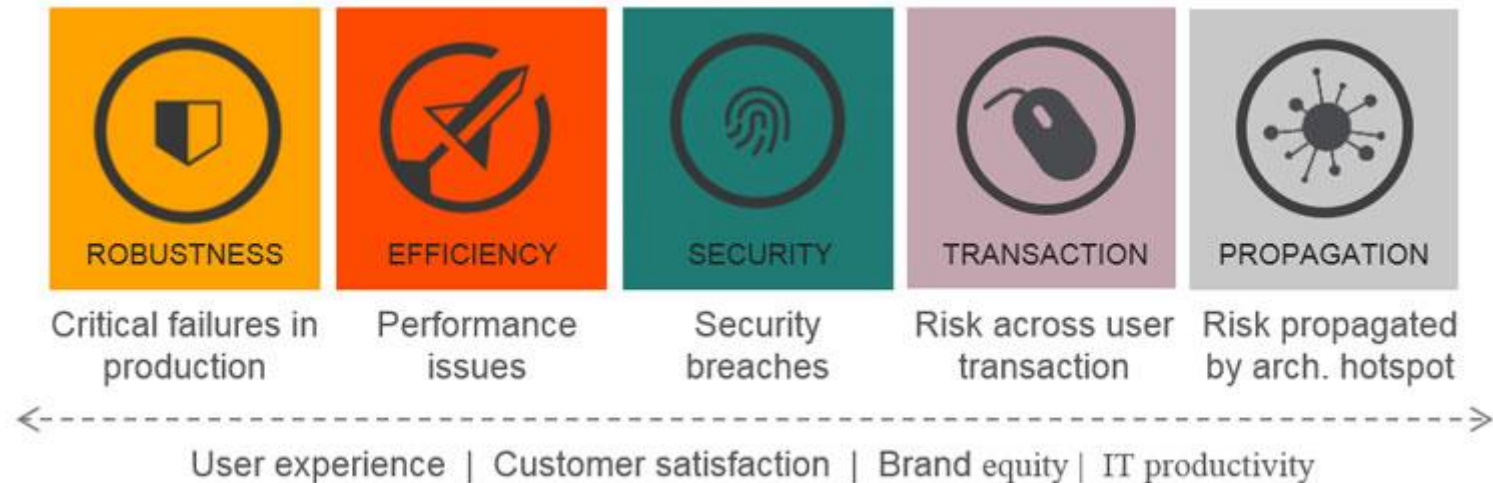 ROBUSTNESS
EFFICIENCY
SECURITY
TRANSACTION
PROPAGATION
Critical failures in
production
Performance
issues
Security
breaches
Risk across user
transaction
Risk propagated
by arch. hotspot
User experience | Customer satisfaction | Brand equity | IT productivity